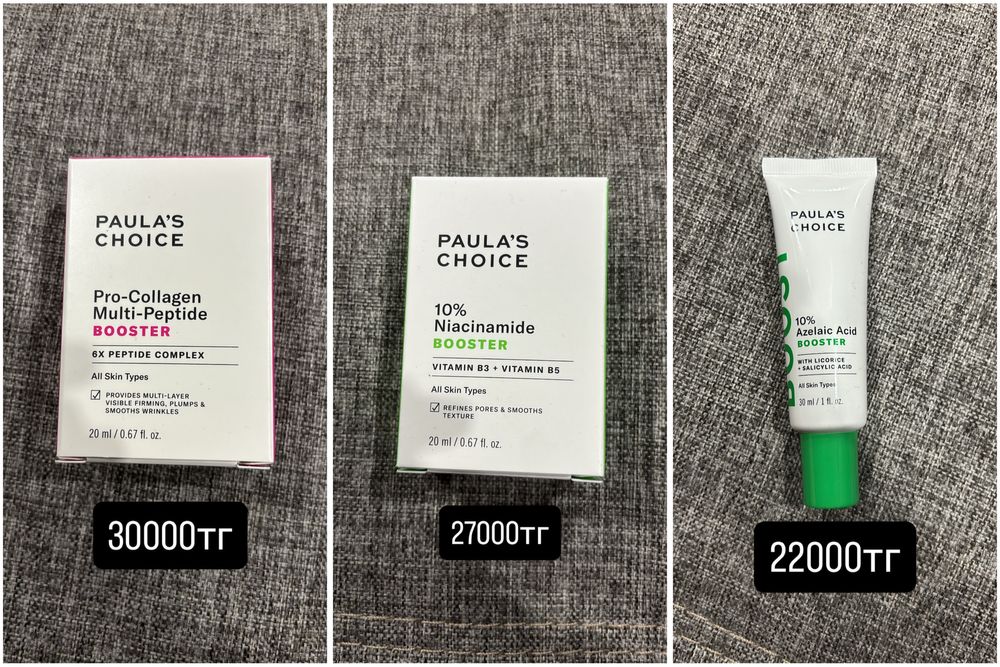 PAULA'S
CHOICE
Pro-Collagen
Multi-Peptide
BOOSTER
6X PEPTIDE COMPLEX
All Skin Types
PROVIDES MULTI-LAYER
VISIBLE FIRMING, PLUMPS &
SMOOTHS WRINKLES
20 ml / 0.67 fl. oz.
30000тг
PAULA'S
CHOICE
10%
Niacinamide
BOOSTER
VITAMIN B3 + VITAMIN B5
All Skin Types
REFINES PORES & SMOOTHS
TEXTURE
20 ml / 0.67 fl. oz.
27000тг
PAULA'S
CHOICE
BOOST
10%
Azelaic Acid
BOOSTER
WITH LICORICE
+ SALICYLIC ACID
All Skin Types
30 ml / 1 fl. oz.
22000тг